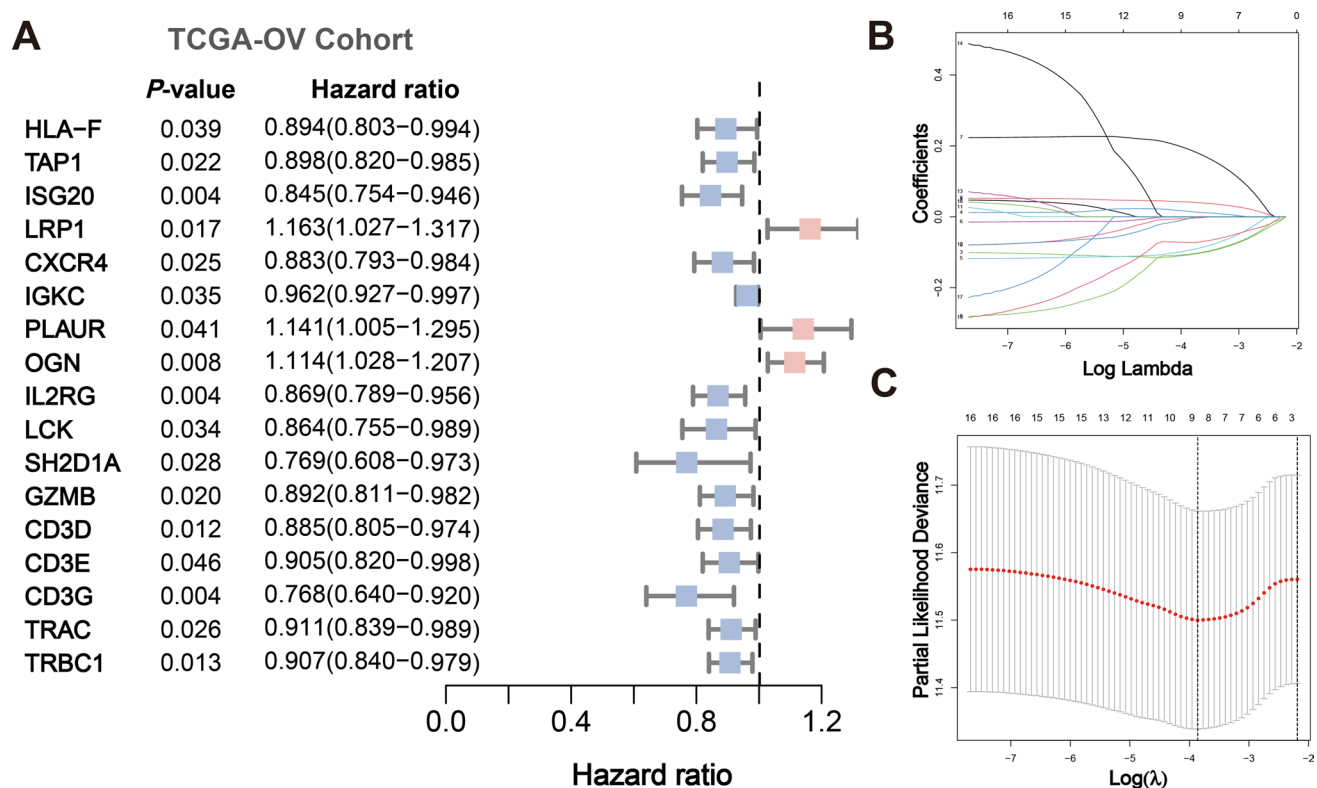 A
TCGA-OV Cohort
P-value Hazard ratio
HLA−F 0.039 0.894(0.803−0.994)
TAP1 0.022 0.898(0.820−0.985)
ISG20 0.004 0.845(0.754−0.946)
LRP1 0.017 1.163(1.027−1.317)
CXCR4 0.025 0.883(0.793−0.984)
IGKC 0.035 0.962(0.927−0.997)
PLAUR 0.041 1.141(1.005−1.295)
OGN 0.008 1.114(1.028−1.207)
IL2RG 0.004 0.869(0.789−0.956)
LCK 0.034 0.864(0.755−0.989)
SH2D1A 0.028 0.769(0.608−0.973)
GZMB 0.020 0.892(0.811−0.982)
CD3D 0.012 0.885(0.805−0.974)
CD3E 0.046 0.905(0.820−0.998)
CD3G 0.004 0.768(0.640−0.920)
TRAC 0.026 0.911(0.839−0.989)
TRBC1 0.013 0.907(0.840−0.979)
0.0 0.4 0.8 1.2
Hazard ratio
B
16 15 14 12 9 7 0
Coefficients
0.4
0.2
0.0
−0.2
14
7
13
11
4
6
3
5
17
−7 −6 −5 −4 −3 −2
Log Lambda
C
16 16 16 15 15 15 13 12 11 10 9 8 7 7 6 6 3
Partial Likelihood Deviance
11.7
11.6
11.5
11.4
−7 −6 −5 −4 −3 −2
Log(λ)